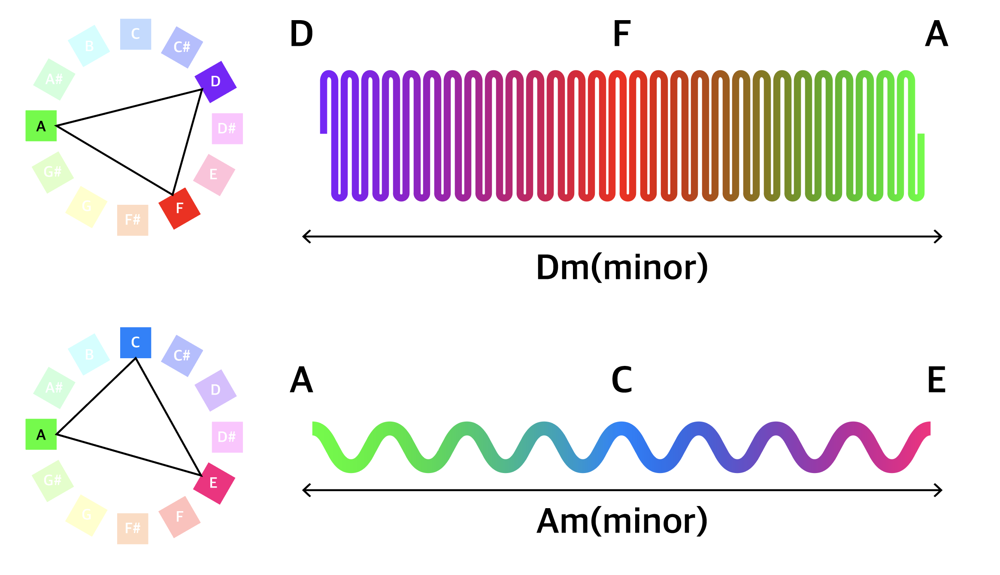 C
B
C#
A#
D
A
D#
G#
E
G
F
F#
D F A
Dm(minor)
C
B
C#
A#
D
A
D#
G#
E
G
F
F#
A C E
Am(minor)